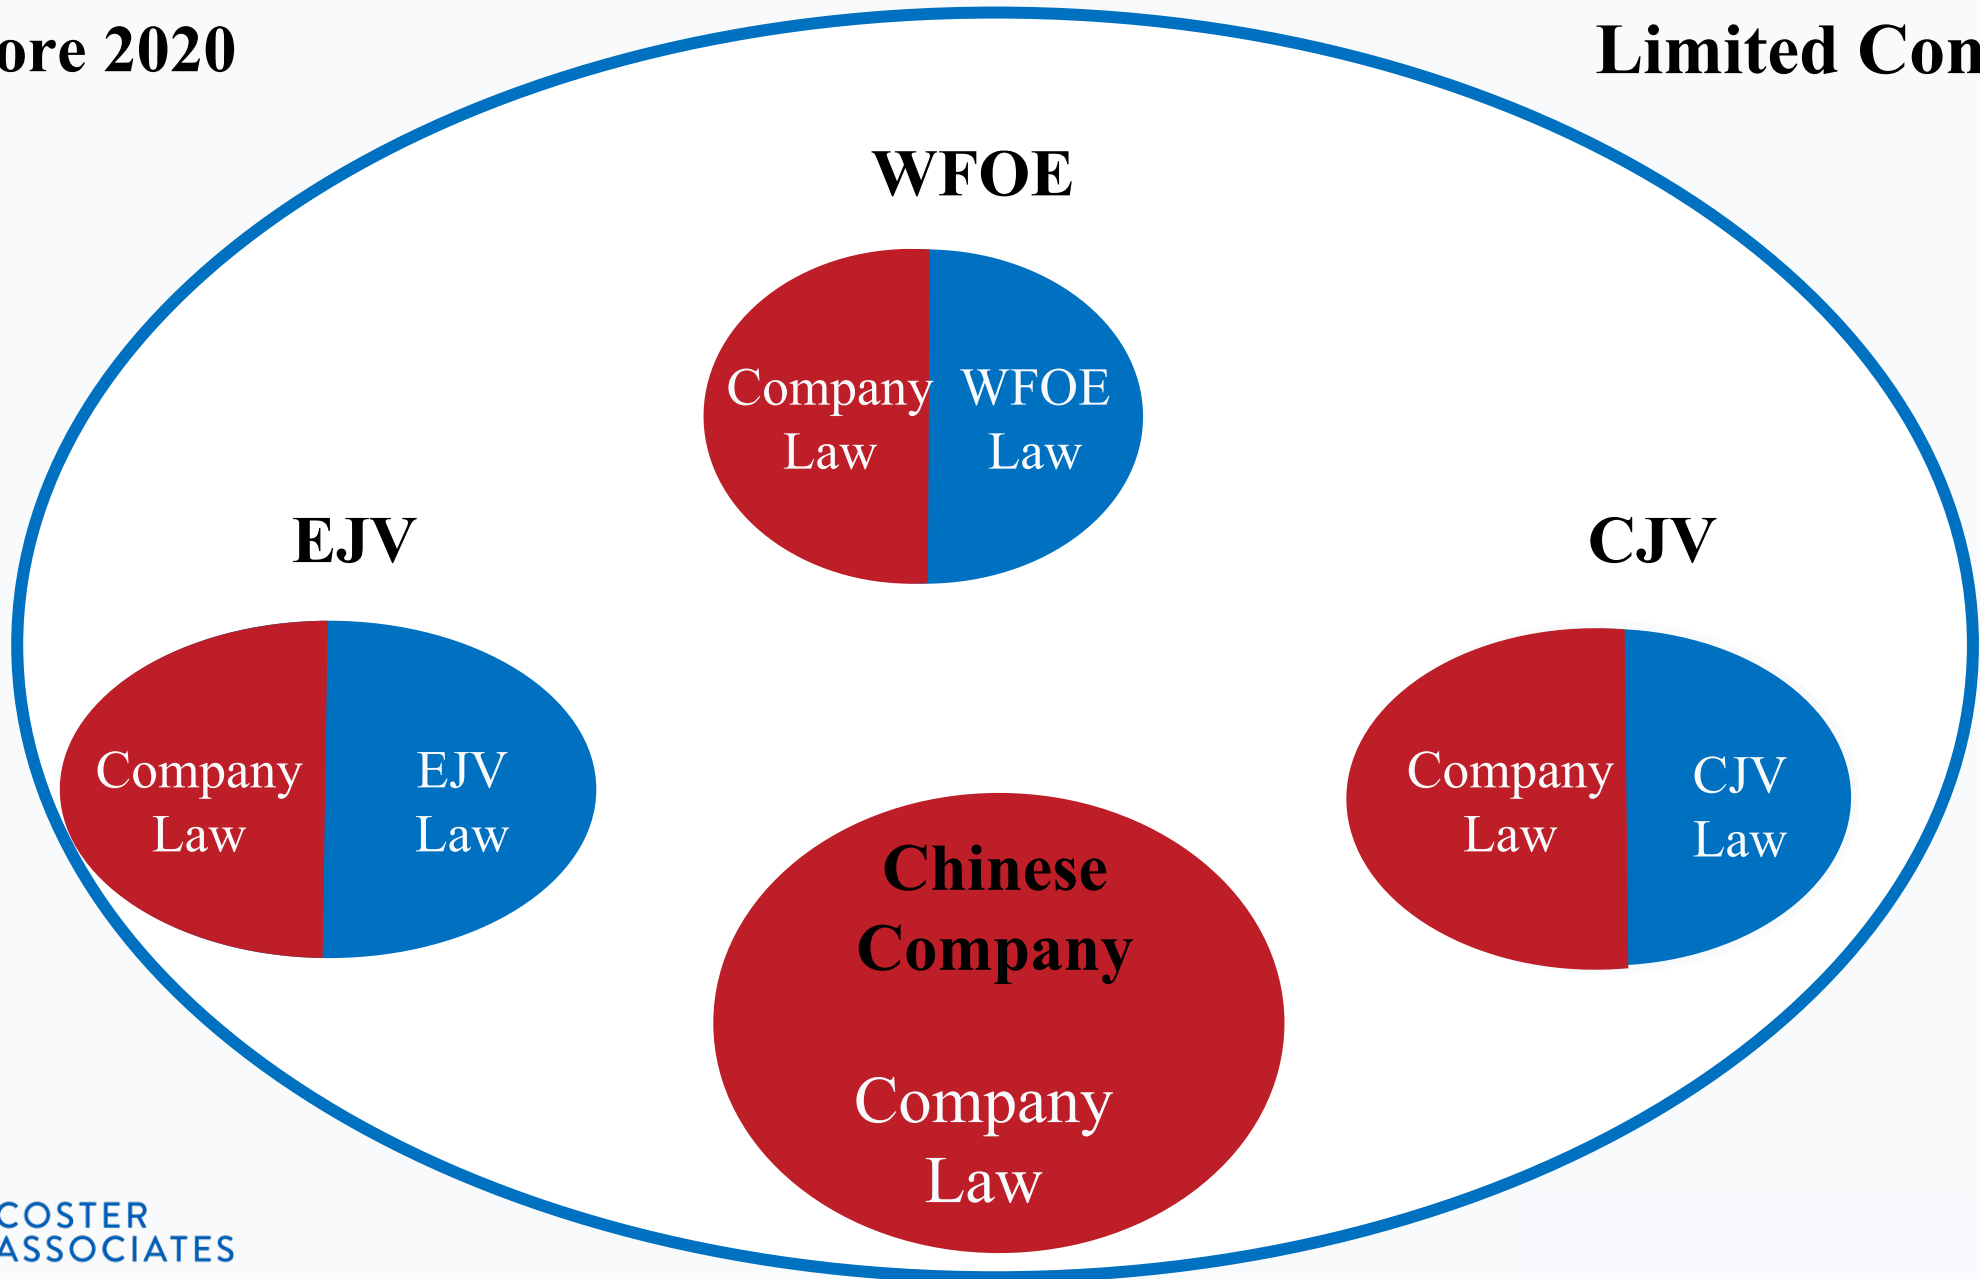 ore 2020
Limited Con
WFOE
Company
Law
WFOE
Law
EJV
CJV
Company
Law
EJV
Law
Company
Law
CJV
Law
Chinese
Company
Company
Law
COSTER
ASSOCIATES